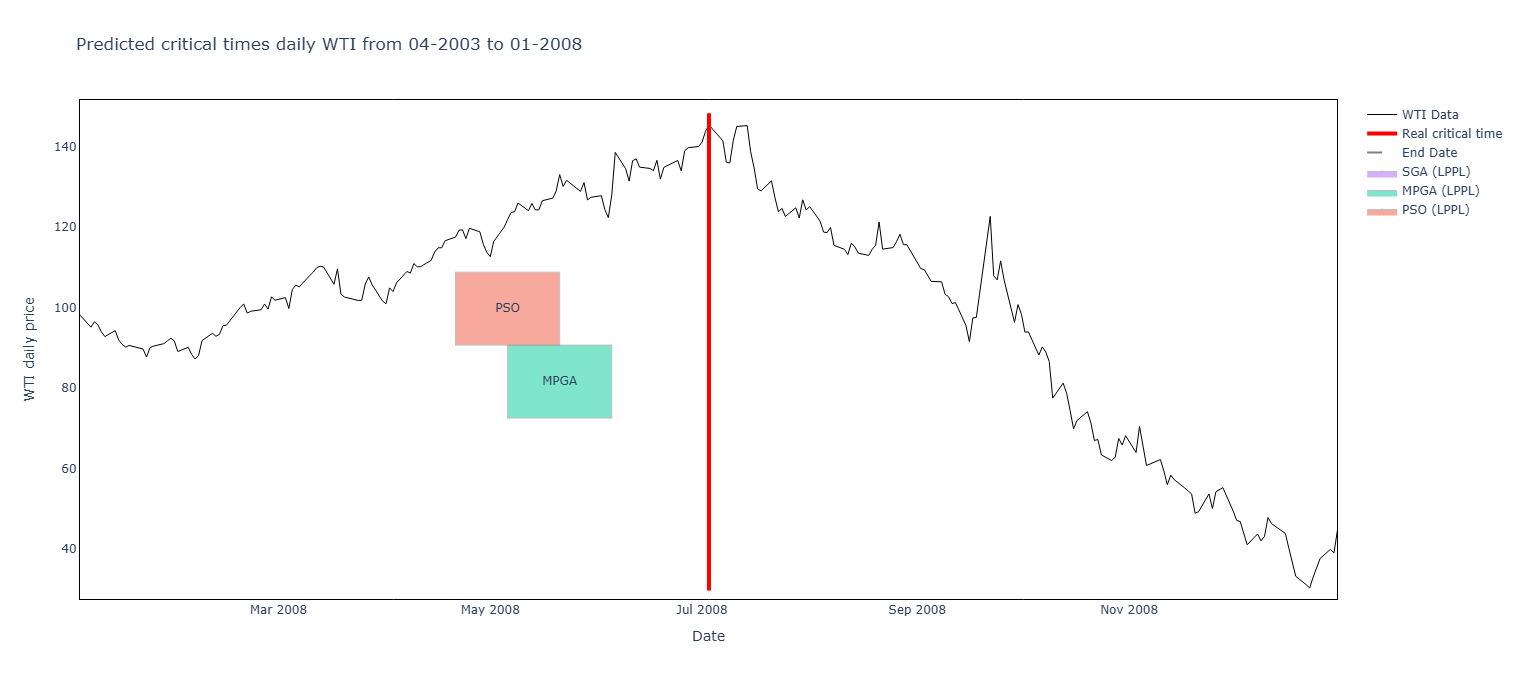 Predicted critical times daily WTI from 04-2003 to 01-2008
WTI Data
Real critical time
End Date
SGA (LPPL)
MPGA (LPPL)
PSO (LPPL)
140
120
100
80
60
40
WTI daily price
PSO
MPGA
Mar 2008
May 2008
Jul 2008
Sep 2008
Nov 2008
Date